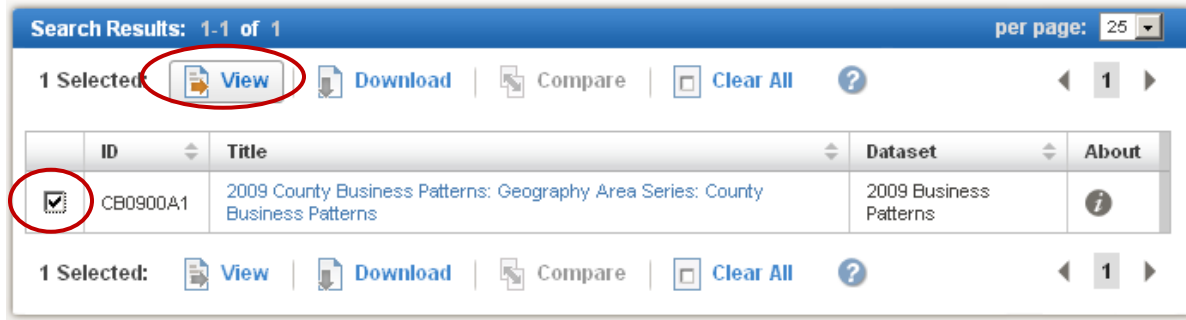 Search Results: 1-1 of 1 per page: 25
1 Selected: View Download Compare Clear All ? 1
ID Title Dataset About
CB0900A1 2009 County Business Patterns: Geography Area Series: County 2009 Business
Business Patterns Patterns
1 Selected: View Download Compare Clear All ? 1